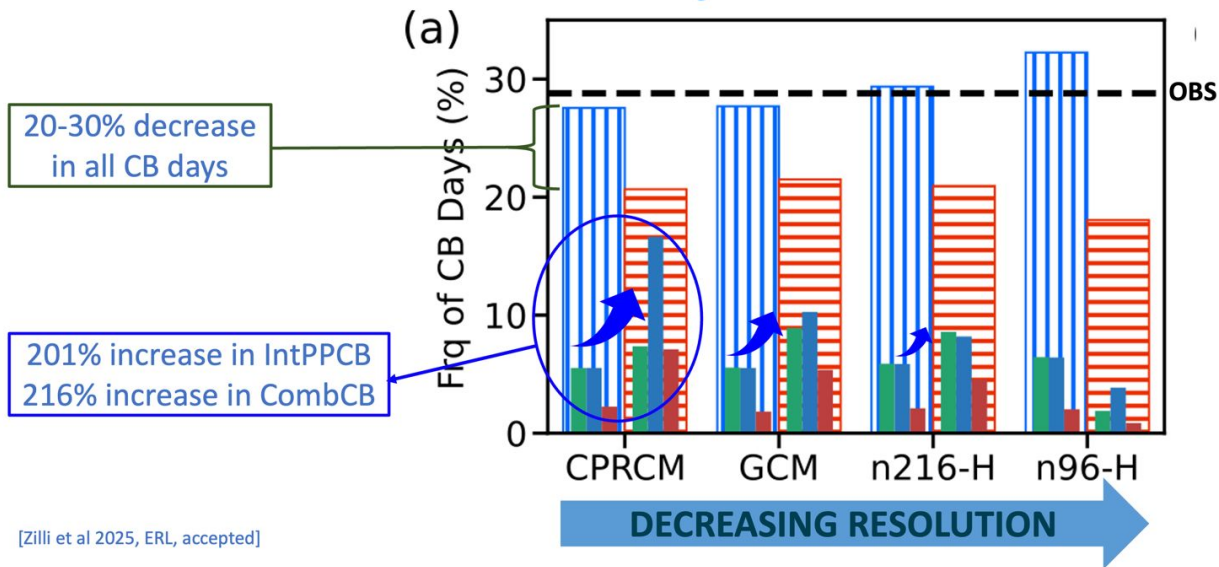 (a)
Frq of CB Days (%)
30
20
10
0
OBS
20-30% decrease
in all CB days
201% increase in IntPPCB
216% increase in CombCB
CPRCM GCM n216-H n96-H
DECREASING RESOLUTION
[Zilli et al 2025, ERL, accepted]